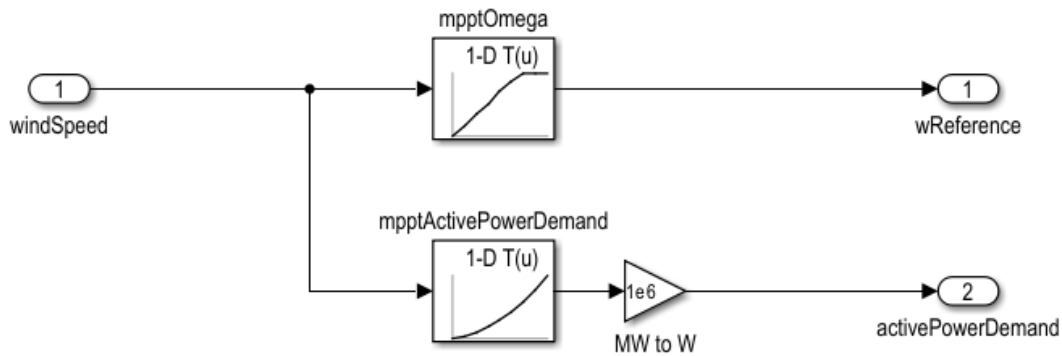 mpptOmega
1-D T(u)
1
windSpeed
1
wReference
mpptActivePowerDemand
1-D T(u)
1e6
MW to W
2
activePowerDemand